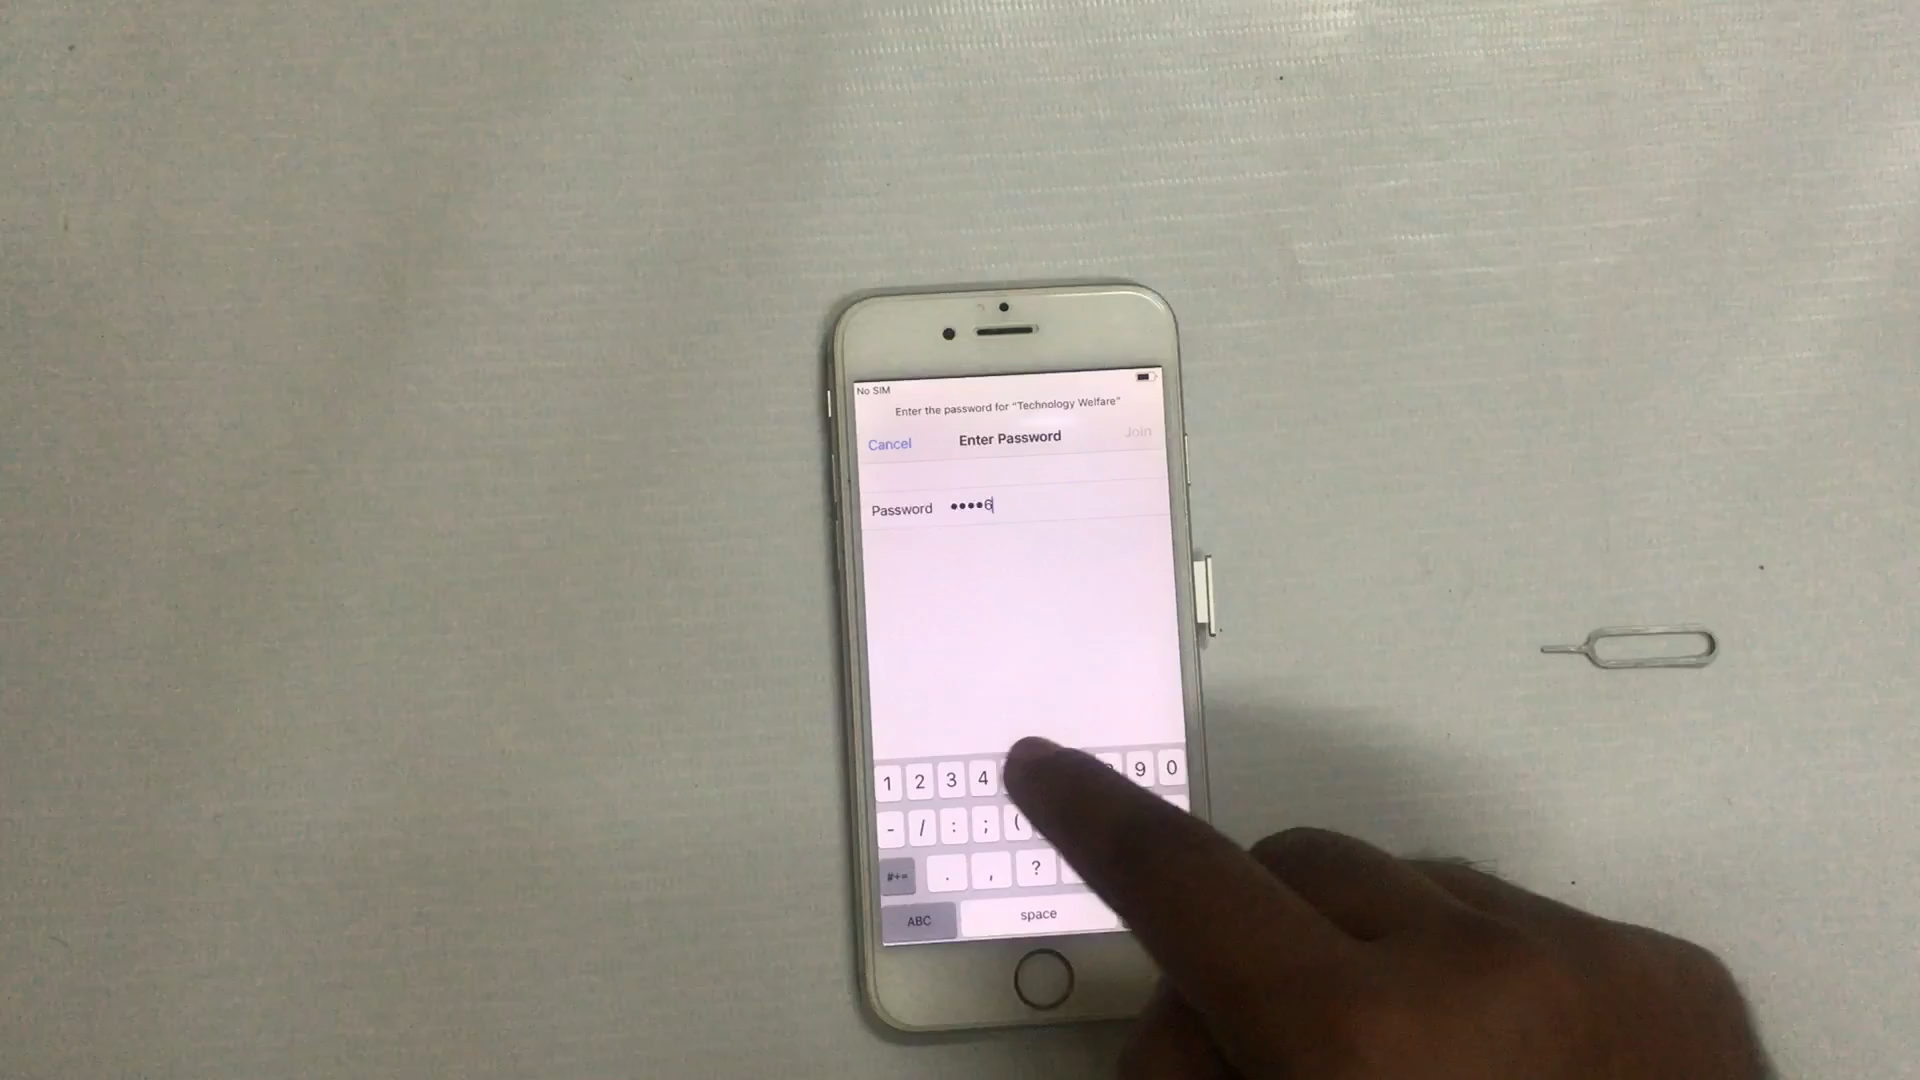 No SIM
Enter the password for “Technology Welfare”
Cancel Enter Password Join
Password ••••6
1 2 3 4 9 0
- / : ; (
#+= . , ?
ABC space